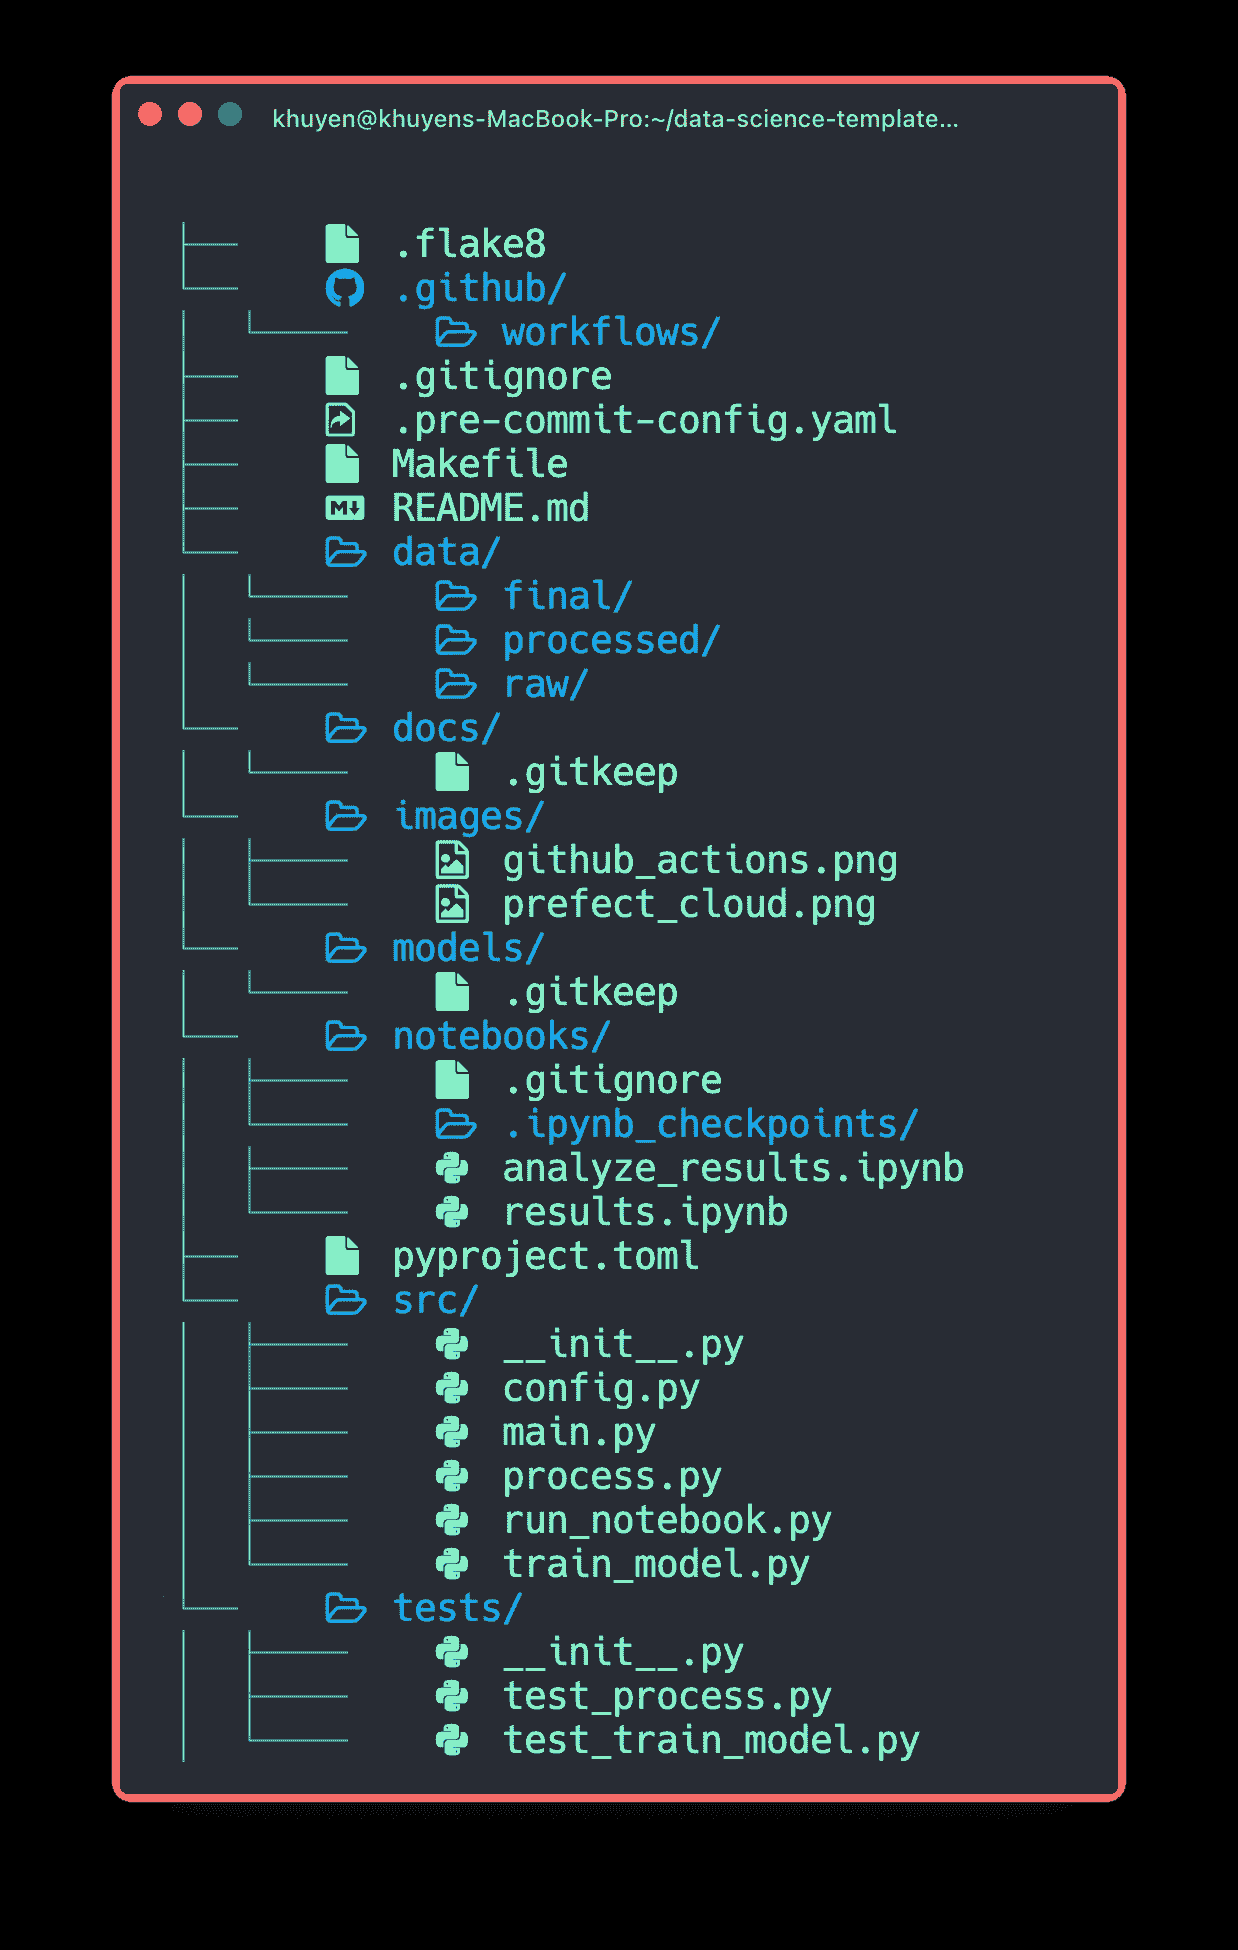 khuyen@khuyens-MacBook-Pro:~/data-science-template...
.flake8
.github/
workflows/
.gitignore
.pre-commit-config.yaml
Makefile
README.md
data/
final/
processed/
raw/
docs/
.gitkeep
images/
github_actions.png
prefect_cloud.png
models/
.gitkeep
notebooks/
.gitignore
.ipynb_checkpoints/
analyze_results.ipynb
results.ipynb
pyproject.toml
src/
__init__.py
config.py
main.py
process.py
run_notebook.py
train_model.py
tests/
__init__.py
test_process.py
test_train_model.py